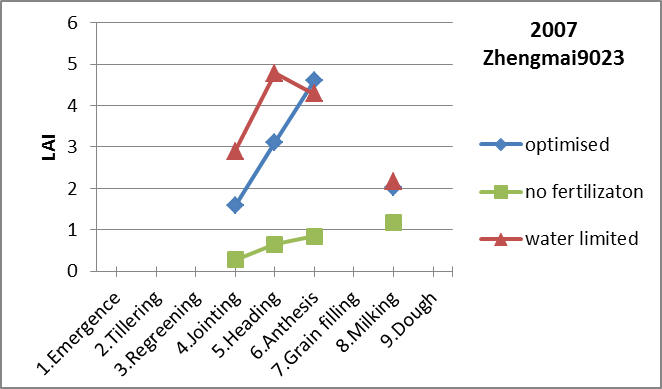 2007
Zhengmai9023
6
5
4
3
2
1
0
LAI
1.Emergence
2.Tillering
3.Regreening
4.Jointing
5.Heading
6.Anthesis
7.Grain filling
8.Milking
9.Dough
optimised
no fertilizaton
water limited